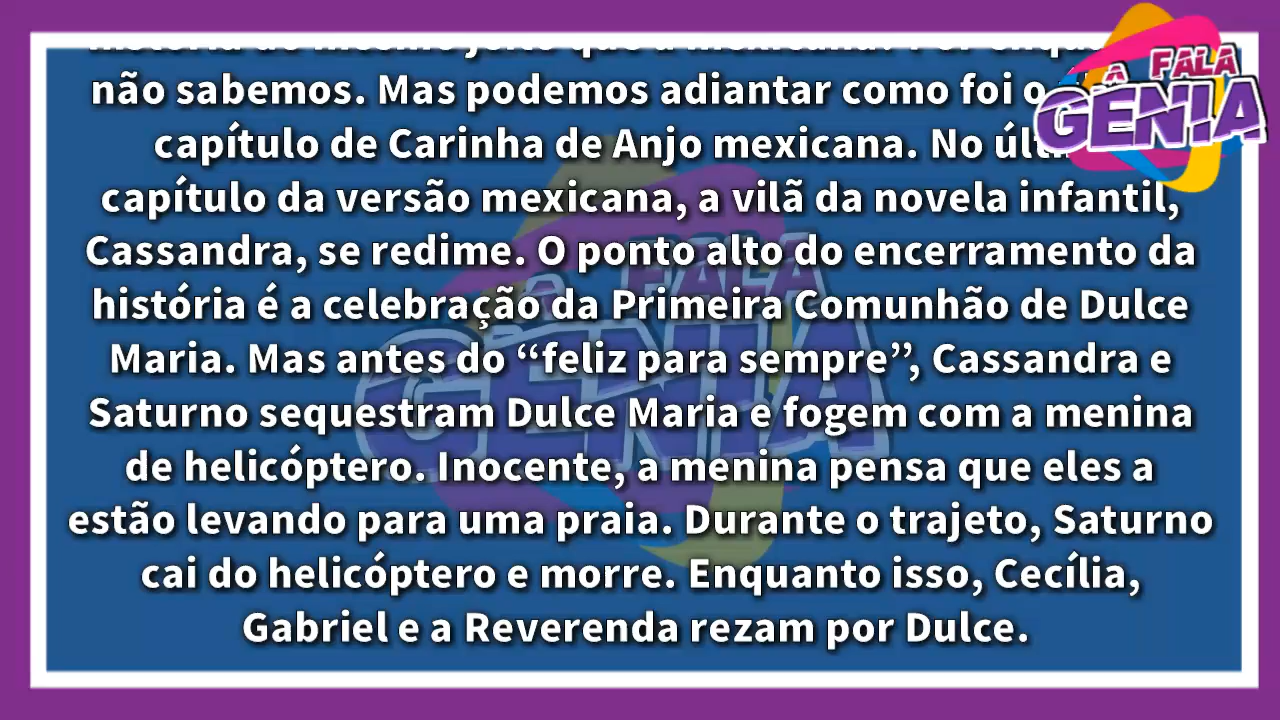 não sabemos. Mas podemos adiantar como foi o
capítulo de Carinha de Anjo mexicana. No
capítulo da versão mexicana, a vilã da novela infantil,
Cassandra, se redime. O ponto alto do encerramento da
história é a celebração da Primeira Comunhão de Dulce
Maria. Mas antes do “feliz para sempre”, Cassandra e
Saturno sequestram Dulce Maria e fogem com a menina
de helicóptero. Inocente, a menina pensa que eles a
estão levando para uma praia. Durante o trajeto, Saturno
cai do helicóptero e morre. Enquanto isso, Cecília,
Gabriel e a Reverenda rezam por Dulce.
A FALA
GÊNIA
A FALA
GÊNIA